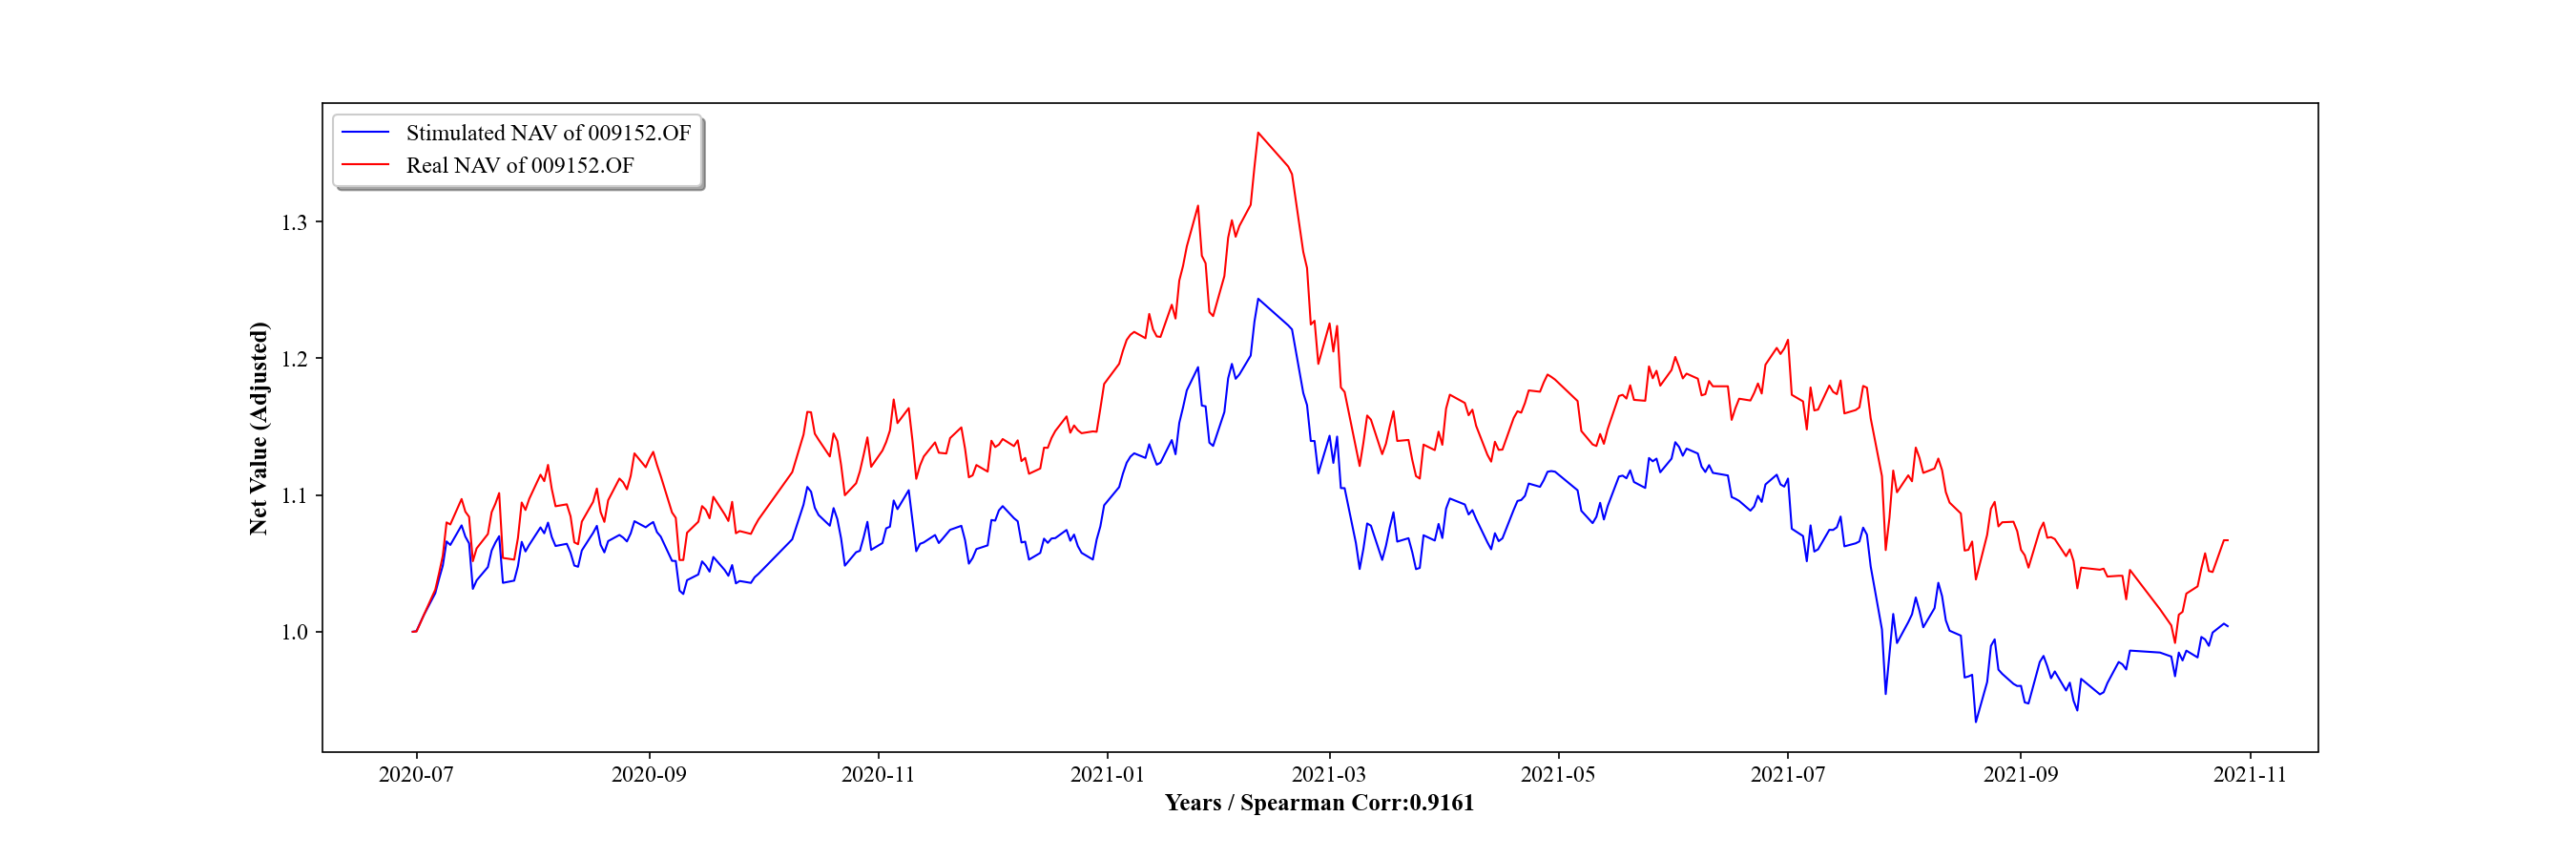 Stimulated NAV of 009152.OF
Real NAV of 009152.OF
Net Value (Adjusted)
1.3
1.2
1.1
1.0
2020-07 2020-09 2020-11 2021-01 2021-03 2021-05 2021-07 2021-09 2021-11
Years / Spearman Corr:0.9161